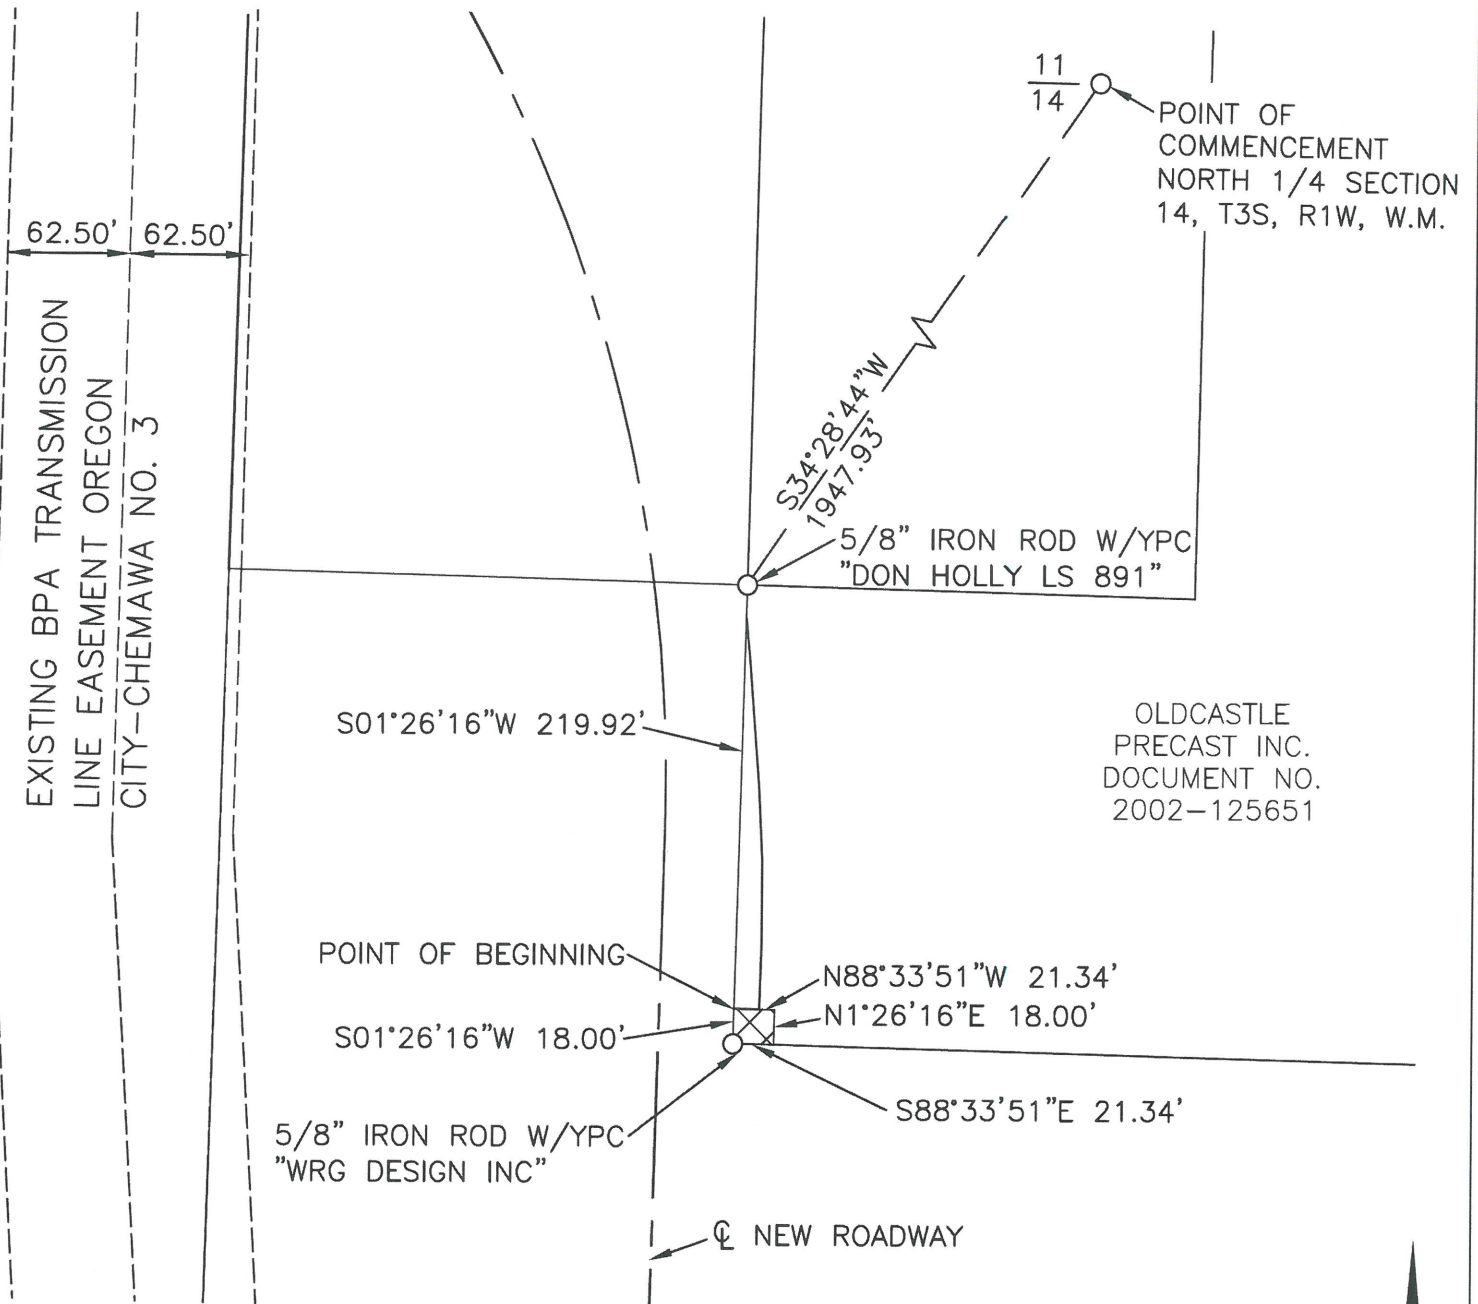 11
14
POINT OF
COMMENCEMENT
NORTH 1/4 SECTION
14, T3S, R1W, W.M.
62.50'
62.50'
EXISTING BPA TRANSMISSION
LINE EASEMENT OREGON
CITY-CHEMAWA NO. 3
S34°28'44"W
1947.93'
5/8" IRON ROD W/YPC
"DON HOLLY LS 891"
S01°26'16"W 219.92'
OLDCASTLE
PRECAST INC.
DOCUMENT NO.
2002-125651
POINT OF BEGINNING
N88°33'51"W 21.34'
N1°26'16"E 18.00'
S01°26'16"W 18.00'
S88°33'51"E 21.34'
5/8" IRON ROD W/YPC
"WRG DESIGN INC"
℄ NEW ROADWAY